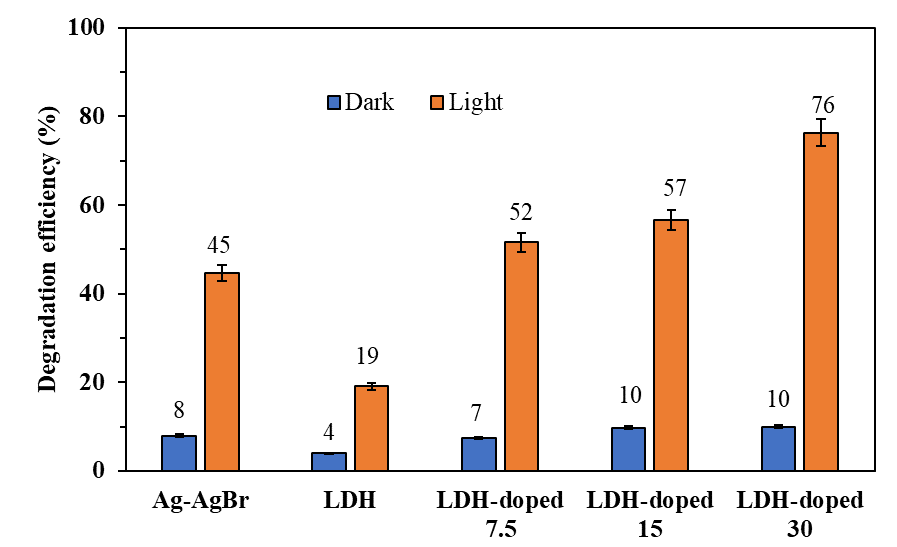 Degradation efficiency (%)
100
80
60
40
20
0
Dark
Light
8
45
4
19
7
52
10
57
10
76
Ag-AgBr
LDH
LDH-doped
7.5
LDH-doped
15
LDH-doped
30